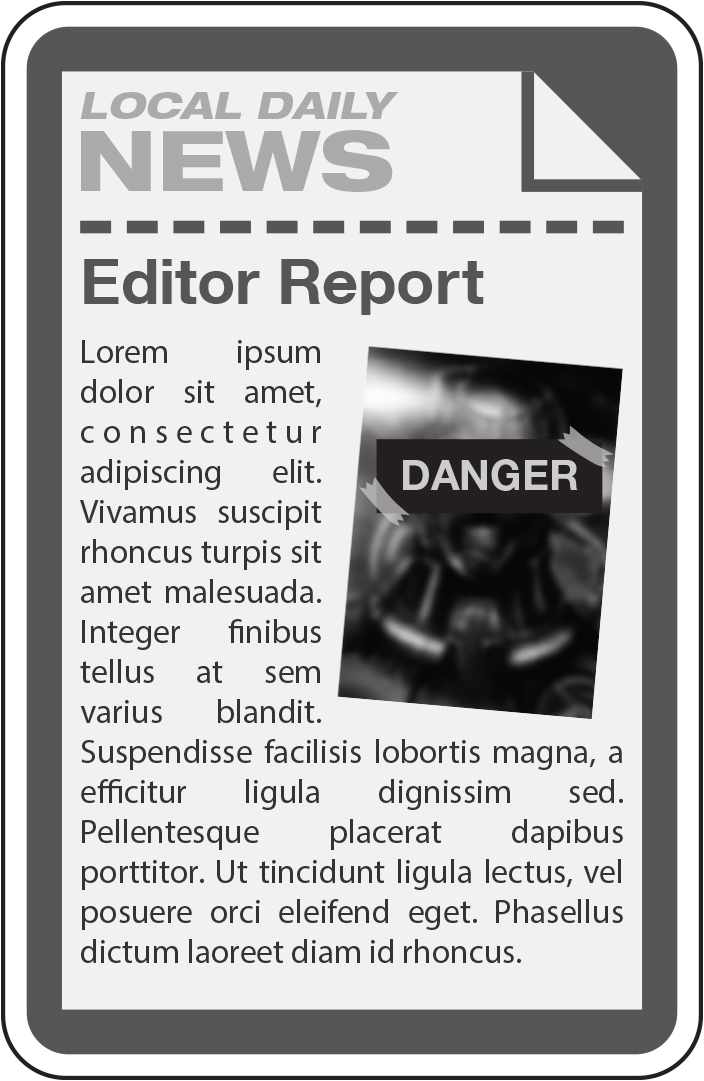 LOCAL DAILY
NEWS
Editor Report
Lorem ipsum
dolor sit amet,
consectetur
adipiscing elit.
Vivamus suscipit
rhoncus turpis sit
amet malesuada.
Integer finibus
tellus at sem
varius blandit.
DANGER
Suspendisse facilisis lobortis magna, a
efficitur ligula dignissim sed.
Pellentesque placerat dapibus
porttitor. Ut tincidunt ligula lectus, vel
posuere orci eleifend eget. Phasellus
dictum laoreet diam id rhoncus.